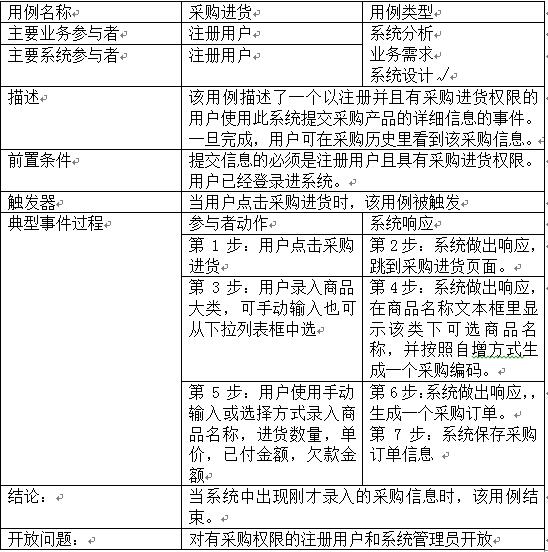 用例名称 采购进货 用例类型
主要业务参与者 注册用户 系统分析
业务需求
系统设计√
主要系统参与者 注册用户
描述 该用例描述了一个以注册并且有采购进货权限的
用户使用此系统提交采购产品的详细信息的事件。
一旦完成，用户可在采购历史里看到该采购信息。
前置条件 提交信息的必须是注册用户且具有采购进货权限。
用户已经登录进系统。
触发器 当用户点击采购进货时，该用例被触发
典型事件过程 参与者动作 系统响应
第 1 步：用户点击采购
进货
第 2 步：系统做出响应，
跳到采购进货页面。
第 3 步：用户录入商品
大类，可手动输入也可
从下拉列表框中选
第 4 步：系统做出响应，
在商品名称文本框里显
示该类下可选商品名
称，并按照自增方式生
成一个采购编码。
第 5 步：用户使用手动
输入或选择方式录入商
品名称，进货数量，单
价，已付金额，欠款金
额
第 6 步：系统做出响应，，
生成一个采购订单。
第 7 步：系统保存采购
订单信息
结论： 当系统中出现刚才录入的采购信息时，该用例结
束。
开放问题： 对有采购权限的注册用户和系统管理员开放